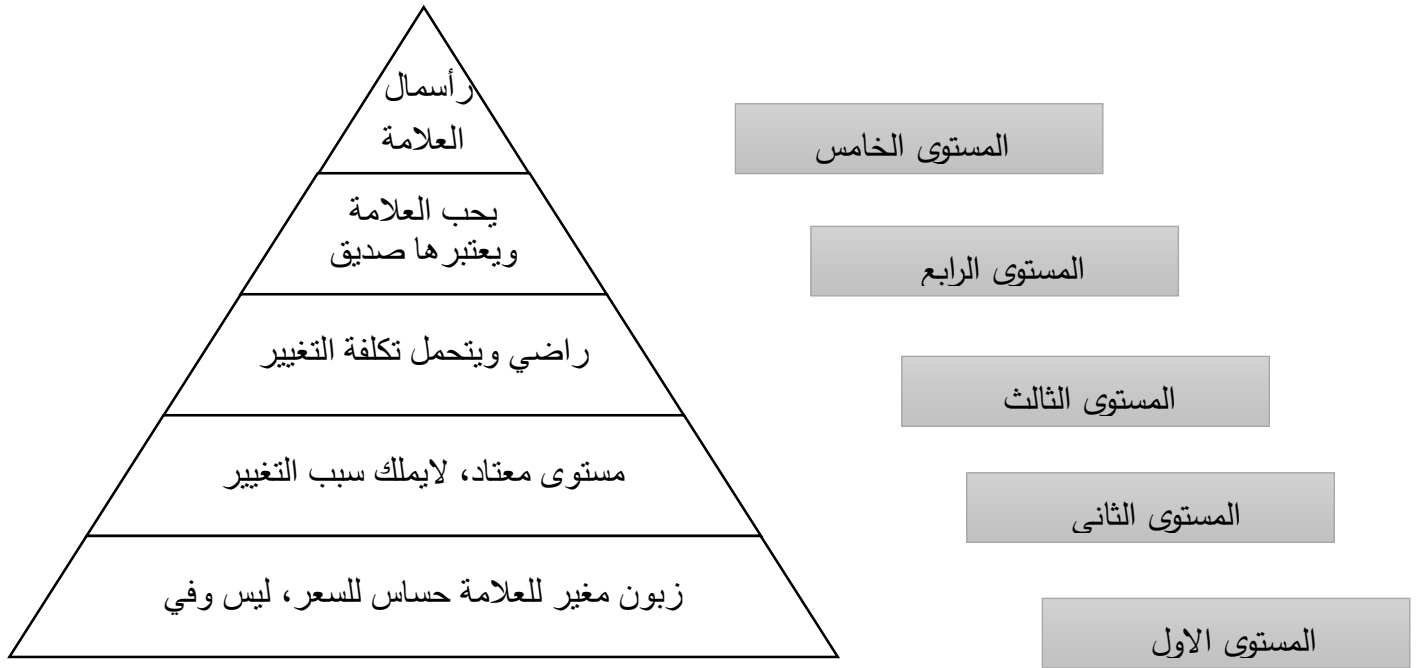 رأسمال
العلامة
المستوى الخامس
يحب العلامة
ويعتبرها صديق
المستوى الرابع
راضي ويتحمل تكلفة التغيير
المستوى الثالث
مستوى معتاد، لايملك سبب التغيير
المستوى الثاني
زبون مغير للعلامة حساس للسعر، ليس وفي
المستوى الاول